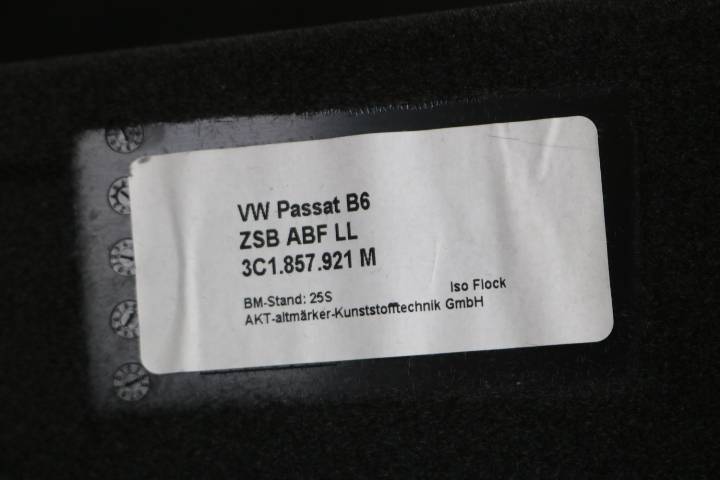 VW Passat B6
ZSB ABF LL
3C1.857.921 M
BM-Stand: 25S Iso Flock
AKT-altmärker-Kunststofftechnik GmbH